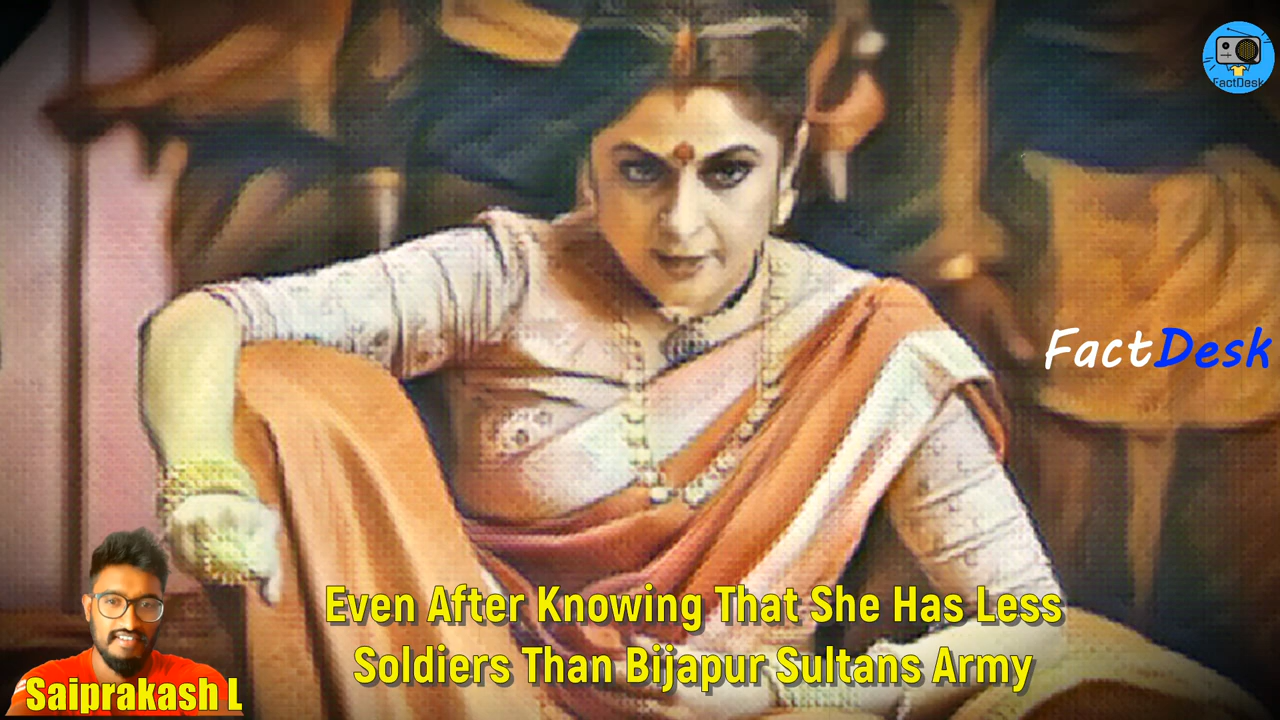 FactDesk
FactDesk
Even After Knowing That She Has Less
Soldiers Than Bijapur Sultans Army
Saiprakash L